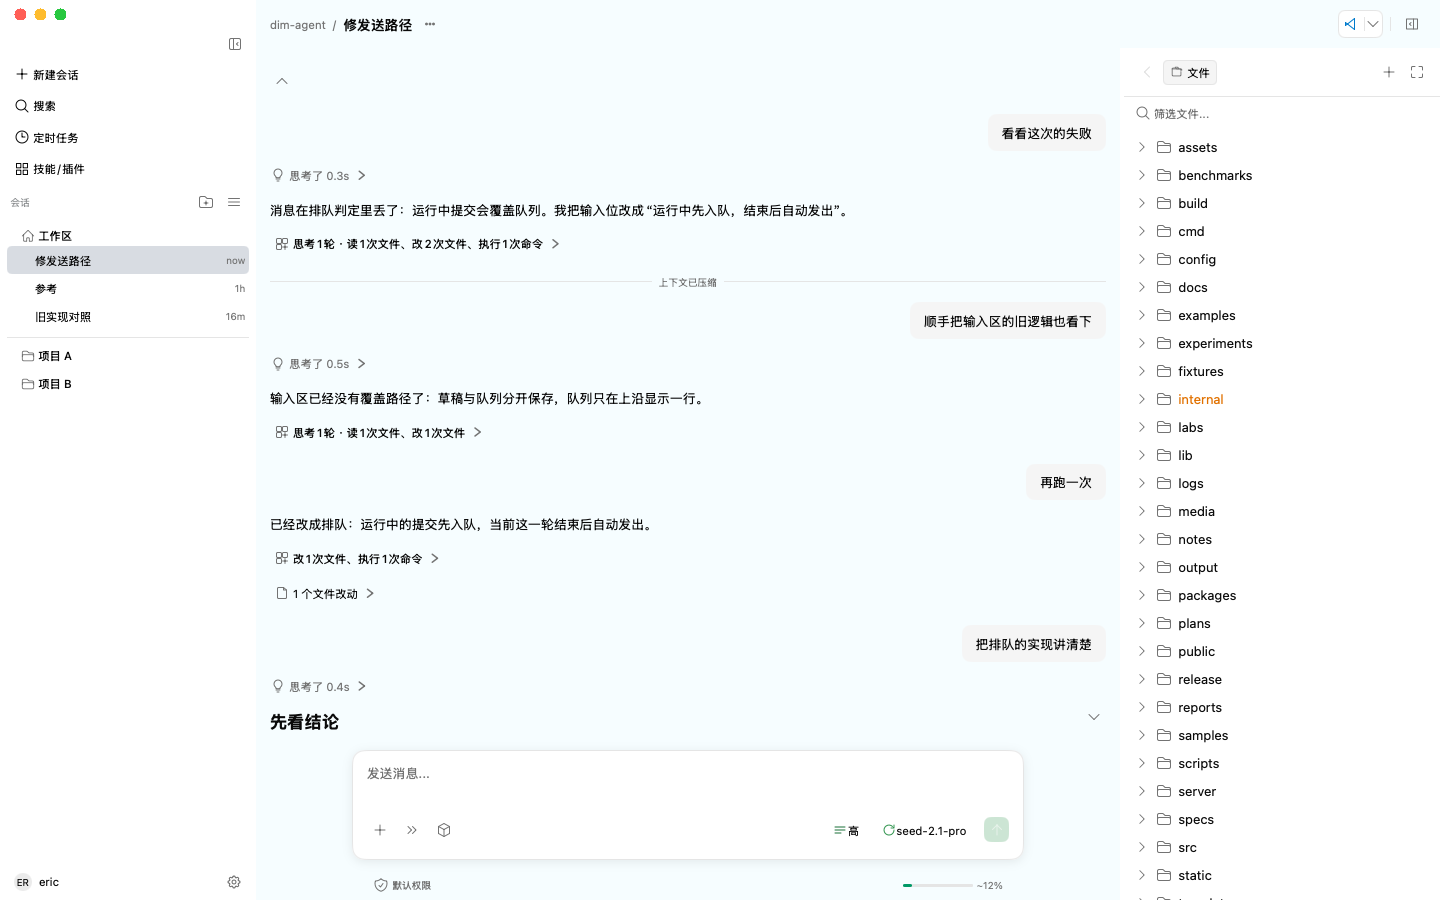 dim-agent / 修发送路径
新建会话
搜索
定时任务
技能/插件
会话
工作区
修发送路径 now
参考 1h
旧实现对照 16m
项目 A
项目 B
ER eric
看看这次的失败
思考了 0.3s
消息在排队判定里丢了：运行中提交会覆盖队列。我把输入位改成“运行中先入队，结束后自动发出”。
思考1轮 · 读1次文件、改2次文件、执行1次命令
上下文已压缩
顺手把输入区的旧逻辑也看下
思考了 0.5s
输入区已经没有覆盖路径了：草稿与队列分开保存，队列只在上沿显示一行。
思考1轮 · 读1次文件、改1次文件
再跑一次
已经改成排队：运行中的提交先入队，当前这一轮结束后自动发出。
改1次文件、执行1次命令
1 个文件改动
把排队的实现讲清楚
思考了 0.4s
先看结论
发送消息...
高 seed-2.1-pro
默认权限 ~12%
文件
筛选文件...
assets
benchmarks
build
cmd
config
docs
examples
experiments
fixtures
internal
labs
lib
logs
media
notes
output
packages
plans
public
release
reports
samples
scripts
server
specs
src
static